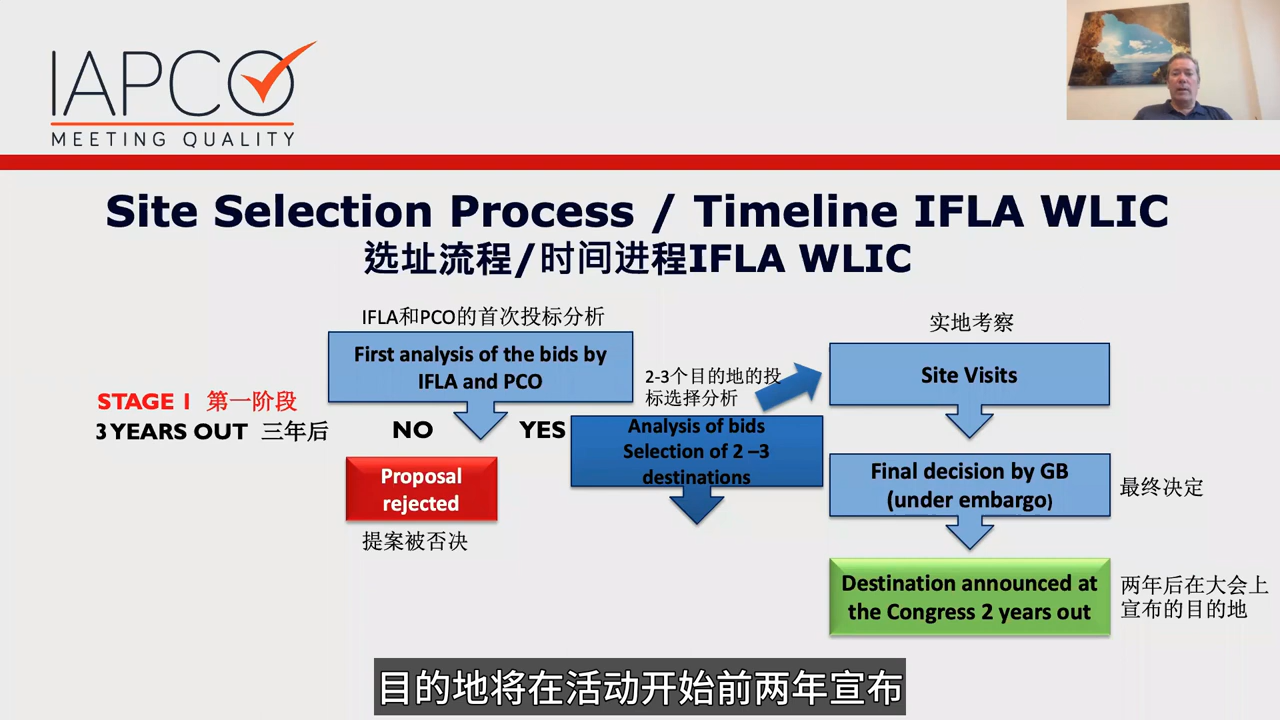 IAPCO
MEETING QUALITY
Site Selection Process / Timeline IFLA WLIC
选址流程/时间进程IFLA WLIC
IFLA和PCO的首次投标分析
First analysis of the bids by
IFLA and PCO
STAGE 1 第一阶段
3 YEARS OUT 三年后
NO
YES
Proposal
rejected
提案被否决
2-3个目的地的投
标选择分析
Analysis of bids
Selection of 2 –3
destinations
实地考察
Site Visits
Final decision by GB
(under embargo)
最终决定
Destination announced at
the Congress 2 years out
两年后在大会上
宣布的目的地
目的地将在活动开始前两年宣布